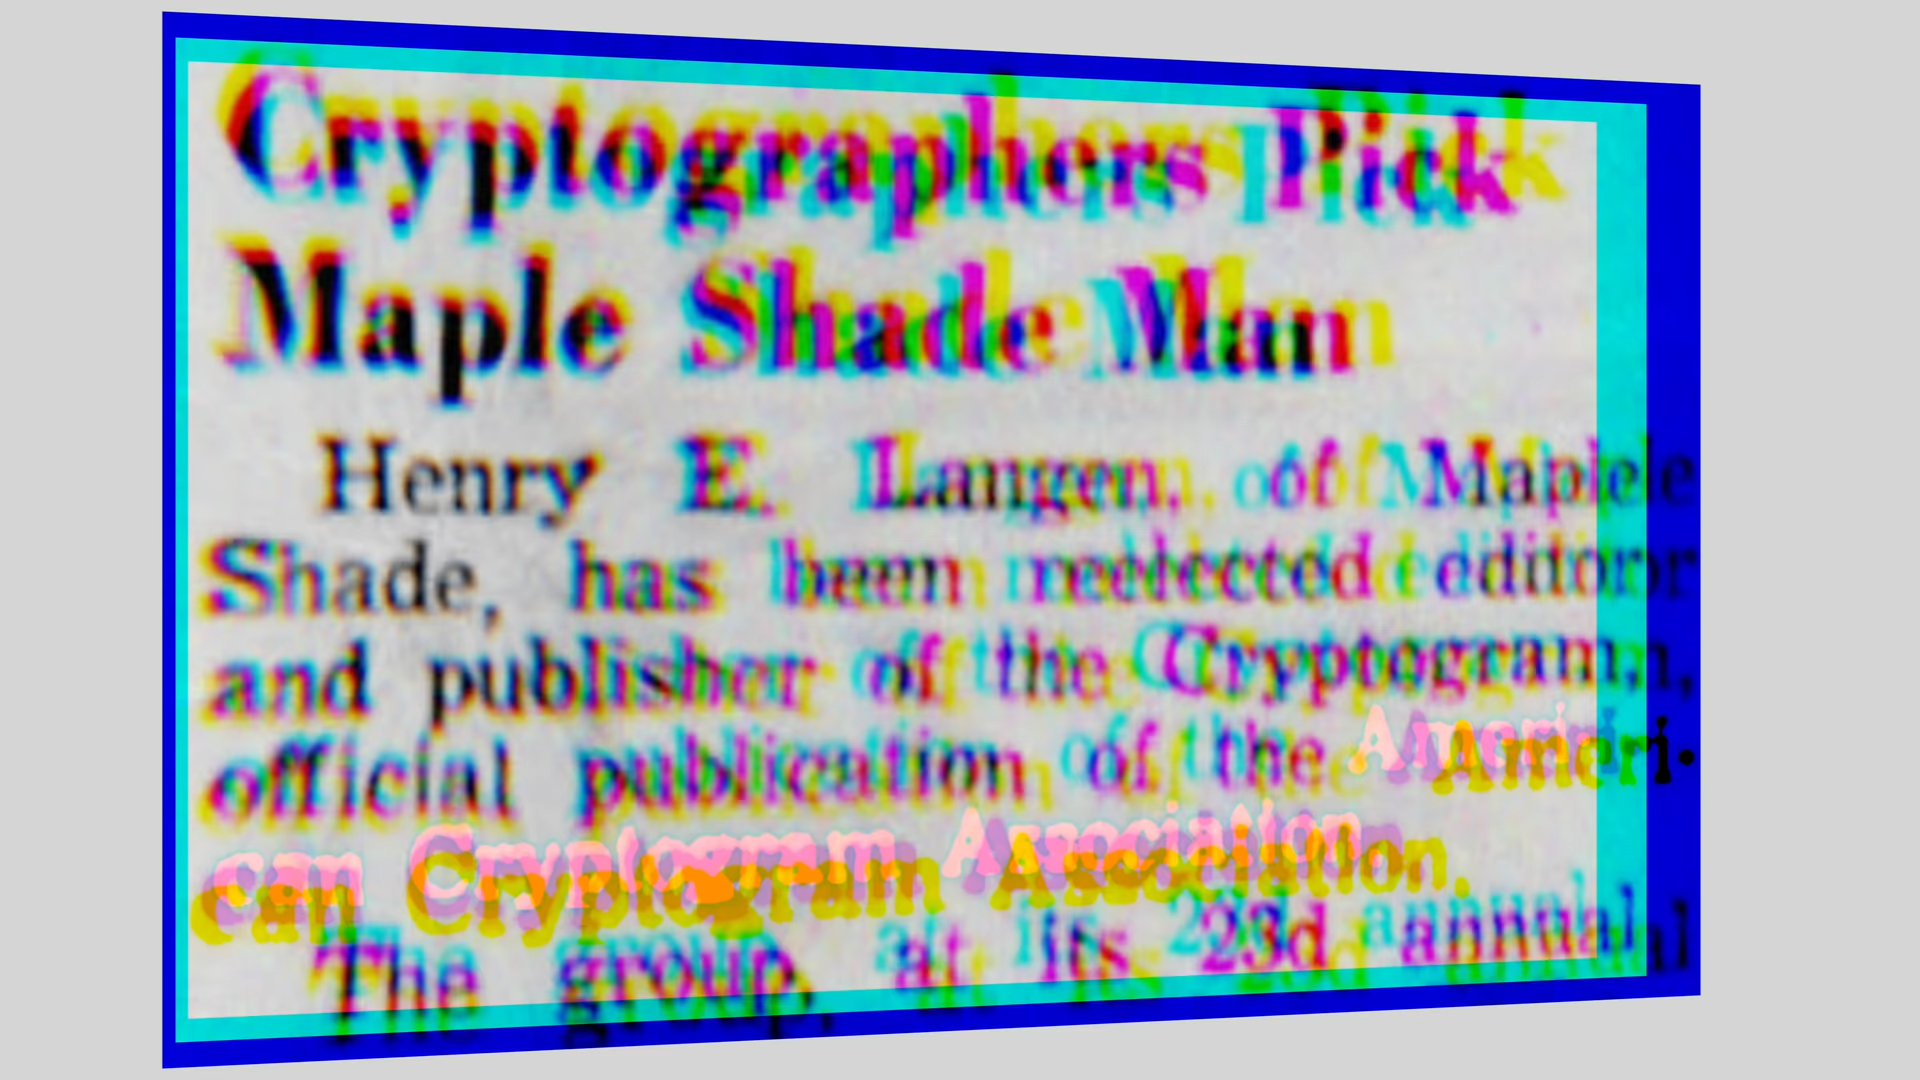 Cryptographers Pick
Maple Shade Man
Henry E. Langen, of Maple
Shade, has been reelected editor
and publisher of the Cryptogram,
official publication of the Ameri-
can Cryptogram Association.
The group, at its 23d annual